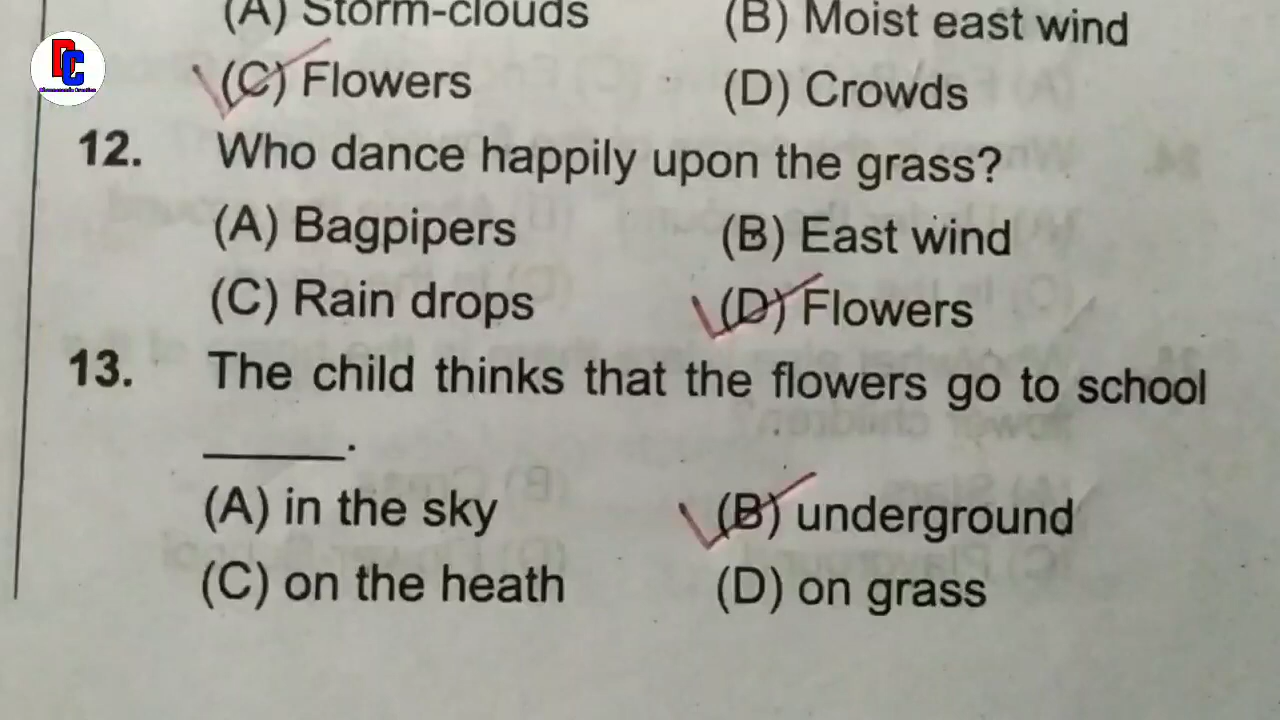 (A) Storm-clouds (B) Moist east wind
DC
(C) Flowers (D) Crowds
12. Who dance happily upon the grass?
(A) Bagpipers (B) East wind
(C) Rain drops (D) Flowers
13. The child thinks that the flowers go to school
______.
(A) in the sky (B) underground
(C) on the heath (D) on grass